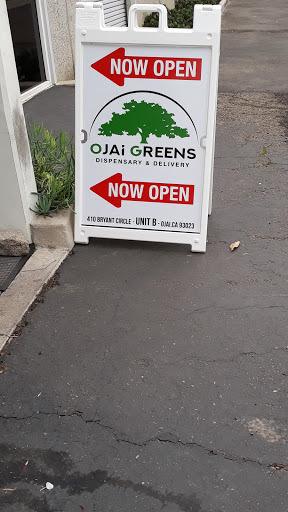 NOW OPEN
OJAi GREENS
DISPENSARY & DELIVERY
NOW OPEN
410 BRYANT CIRCLE - UNIT B - OJAI, CA 93023